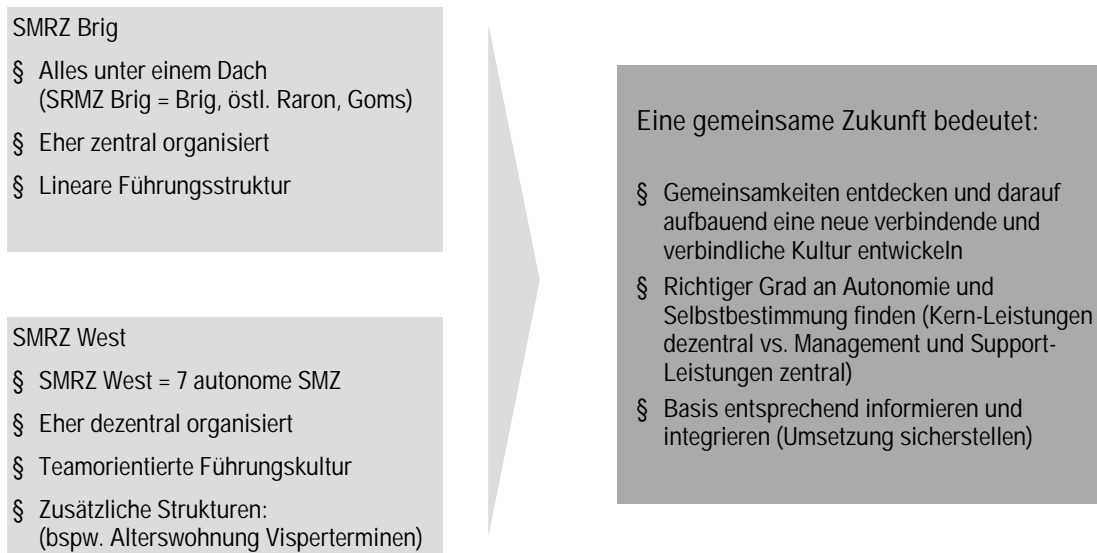 SMRZ Brig
§ Alles unter einem Dach
(SRMZ Brig = Brig, östl. Raron, Goms)
§ Eher zentral organisiert
§ Lineare Führungsstruktur
SMRZ West
§ SMRZ West = 7 autonome SMZ
§ Eher dezentral organisiert
§ Teamorientierte Führungskultur
§ Zusätzliche Strukturen:
(bspw. Alterswohnung Visperterminen)
Eine gemeinsame Zukunft bedeutet:
§ Gemeinsamkeiten entdecken und darauf
aufbauend eine neue verbindende und
verbindliche Kultur entwickeln
§ Richtiger Grad an Autonomie und
Selbstbestimmung finden (Kern-Leistungen
dezentral vs. Management und Support-
Leistungen zentral)
§ Basis entsprechend informieren und
integrieren (Umsetzung sicherstellen)